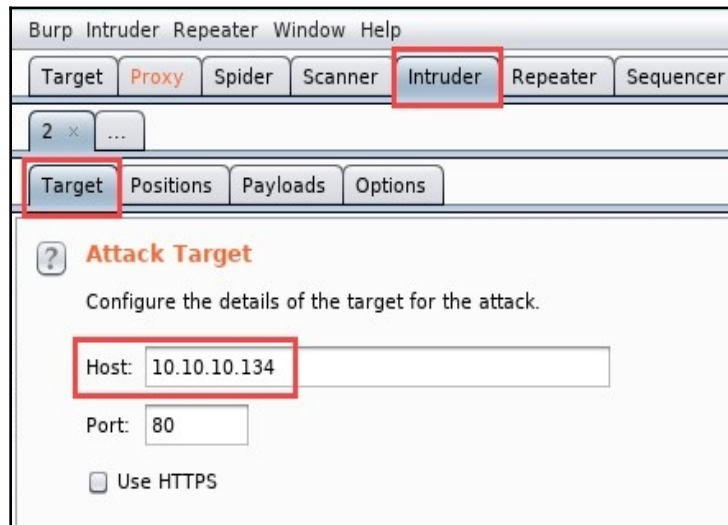 Burp Intruder Repeater Window Help
Target Proxy Spider Scanner Intruder Repeater Sequencer
2 × ...
Target Positions Payloads Options
? Attack Target
Configure the details of the target for the attack.
Host: 10.10.10.134
Port: 80
Use HTTPS